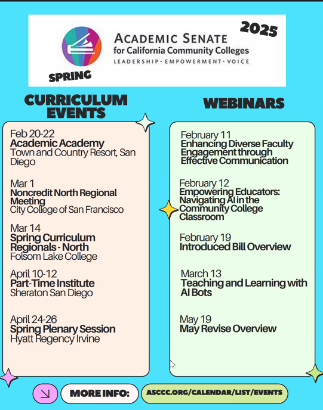 2025
ACADEMIC SENATE
for California Community Colleges
LEADERSHIP • EMPOWERMENT • VOICE
SPRING
CURRICULUM
EVENTS
Feb 20-22
Academic Academy
Town and Country Resort, San
Diego
Mar 1
Noncredit North Regional
Meeting
City College of San Francisco
Mar 14
Spring Curriculum
Regionals - North
Folsom Lake College
April 10-12
Part-Time Institute
Sheraton San Diego
April 24-26
Spring Plenary Session
Hyatt Regency Irvine
WEBINARS
February 11
Enhancing Diverse Faculty
Engagement through
Effective Communication
February 12
Empowering Educators:
Navigating AI in the
Community College
Classroom
February 19
Introduced Bill Overview
March 13
Teaching and Learning with
AI Bots
May 19
May Revise Overview
MORE INFO:
ASCCC.ORG/CALENDAR/LIST/EVENTS